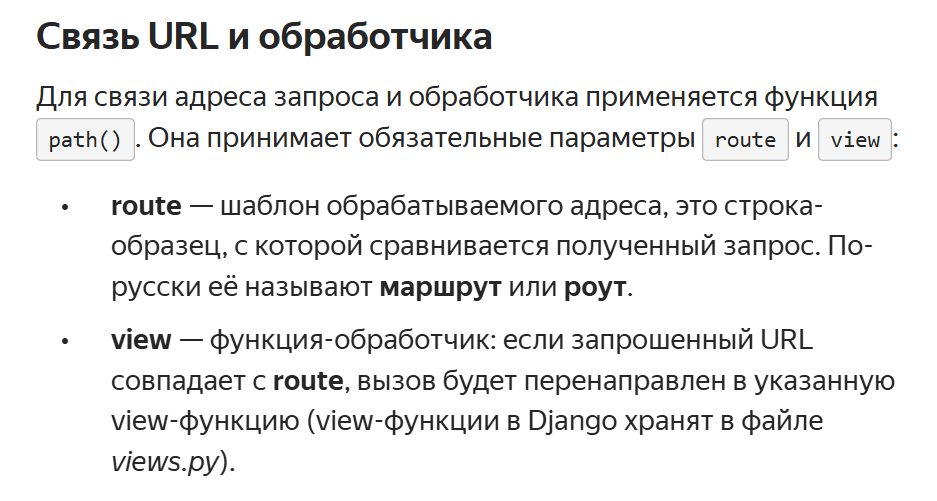 Связь URL и обработчика
Для связи адреса запроса и обработчика применяется функция
path(). Она принимает обязательные параметры route и view:
• route — шаблон обрабатываемого адреса, это строка-
образец, с которой сравнивается полученный запрос. По-
русски её называют маршрут или роут.
• view — функция-обработчик: если запрошенный URL
совпадает с route, вызов будет перенаправлен в указанную
view-функцию (view-функции в Django хранят в файле
views.py).